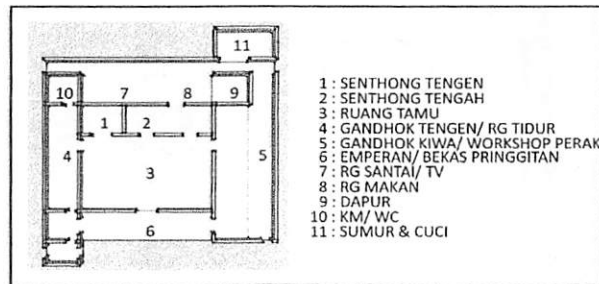 11
10
7
8
9
1
2
4
3
5
6
1 : SENTHONG TENGEN
2 : SENTHONG TENGAH
3 : RUANG TAMU
4 : GANDHOK TENGEN/ RG TIDUR
5 : GANDHOK KIWA/ WORKSHOP PERAK
6 : EMPERAN/ BEKAS PRINGGITAN
7 : RG SANTAI/ TV
8 : RG MAKAN
9 : DAPUR
10 : KM/ WC
11 : SUMUR & CUCI